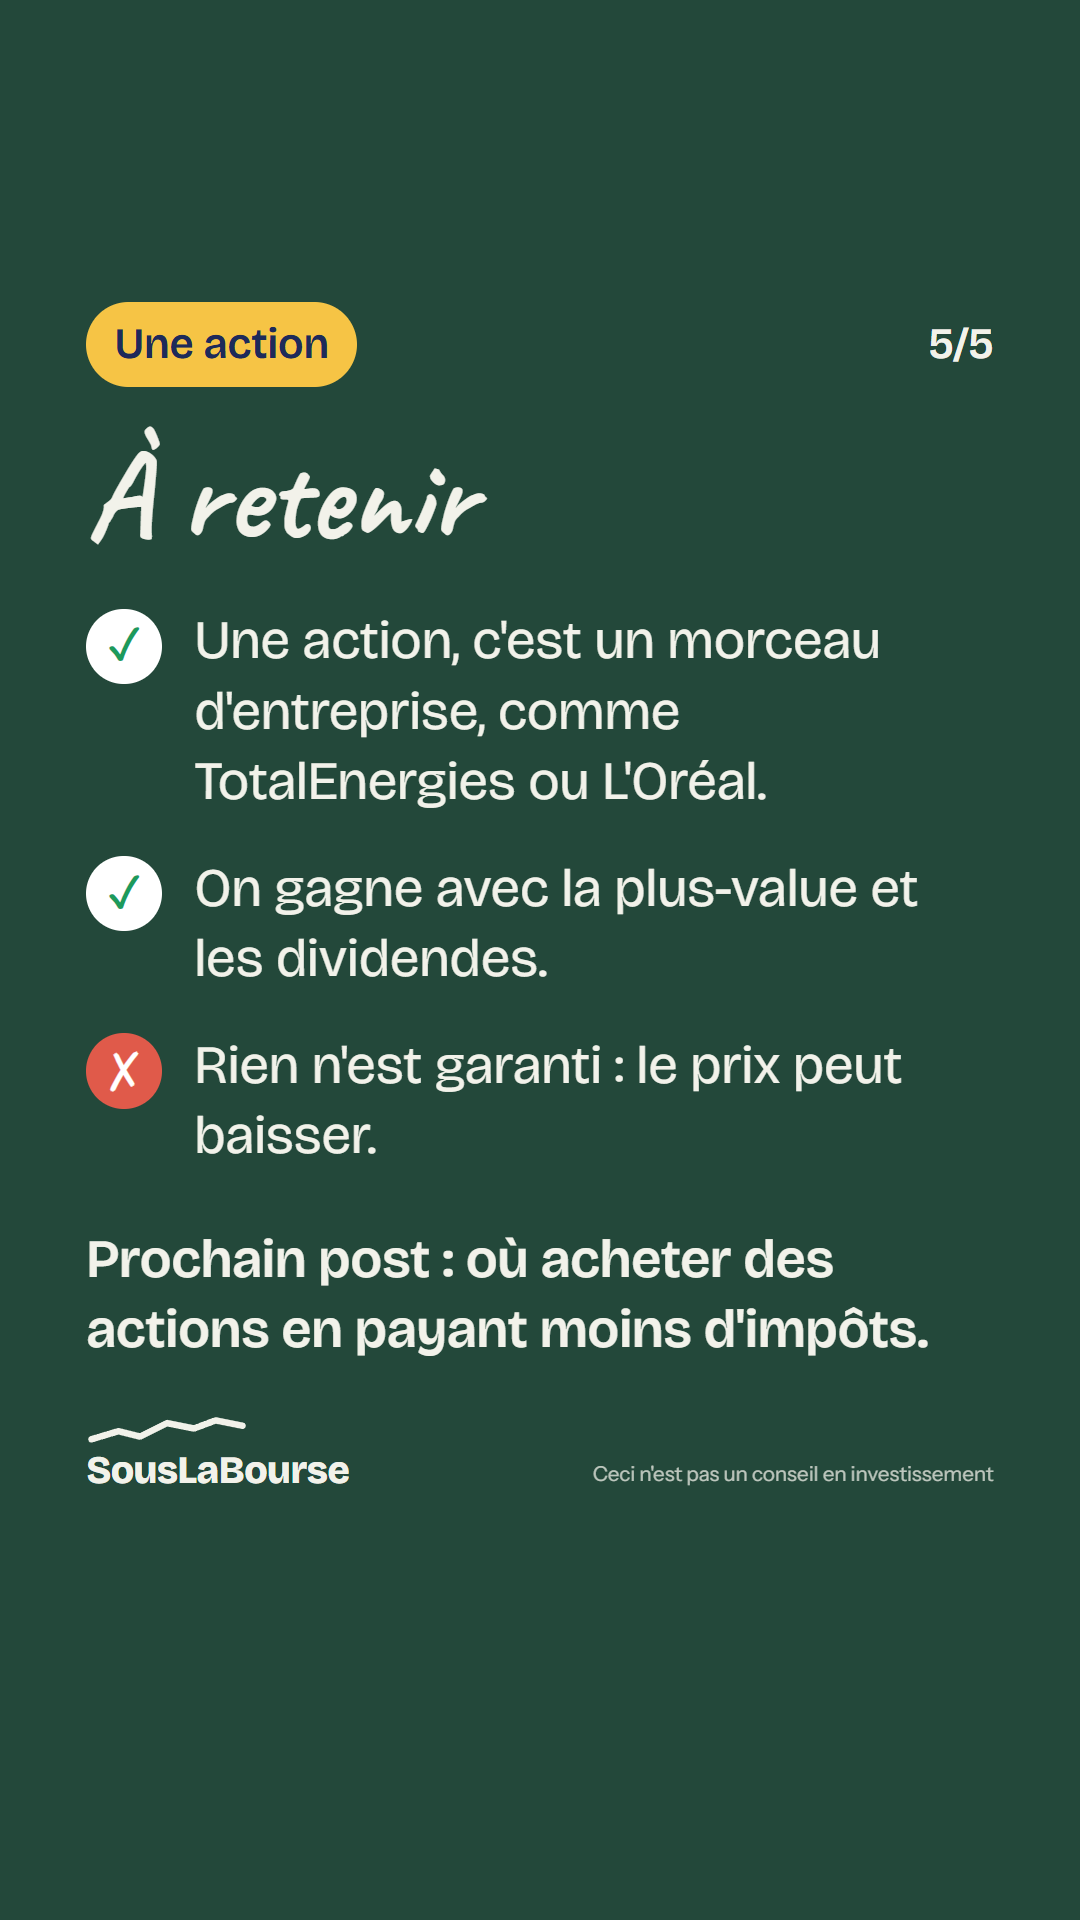 Une action
5/5
À retenir
✓ Une action, c'est un morceau
d'entreprise, comme
TotalEnergies ou L'Oréal.
✓ On gagne avec la plus-value et
les dividendes.
✗ Rien n'est garanti : le prix peut
baisser.
Prochain post : où acheter des
actions en payant moins d'impôts.
SousLaBourse
Ceci n'est pas un conseil en investissement